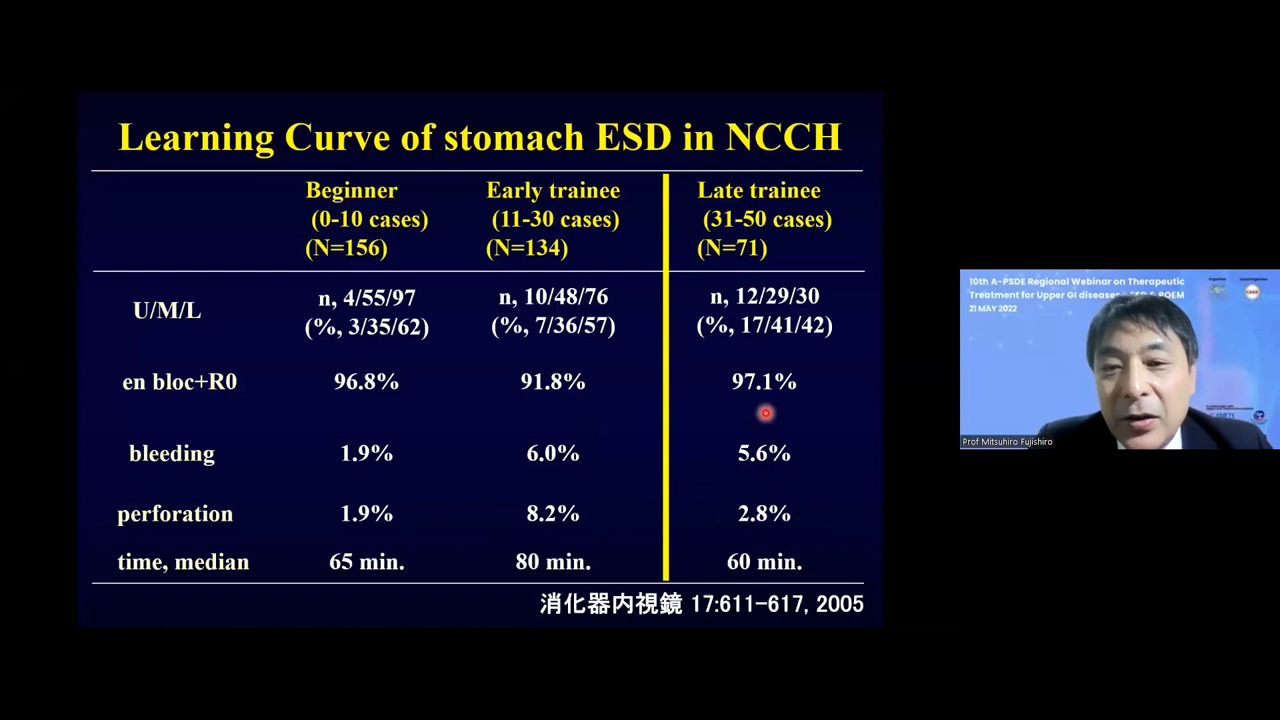 Learning Curve of stomach ESD in NCCH
Beginner
(0-10 cases)
(N=156)
Early trainee
(11-30 cases)
(N=134)
Late trainee
(31-50 cases)
(N=71)
U/M/L
n, 4/55/97
(%, 3/35/62)
n, 10/48/76
(%, 7/36/57)
n, 12/29/30
(%, 17/41/42)
en bloc+R0 96.8% 91.8% 97.1%
bleeding 1.9% 6.0% 5.6%
perforation 1.9% 8.2% 2.8%
time, median 65 min. 80 min. 60 min.
消化器内視鏡 17:611-617, 2005
10th A-PSDE Regional Webinar on Therapeutic
Treatment for Upper GI diseases - ESD & POEM
21 MAY 2022
Prof Mitsuhiro Fujishiro